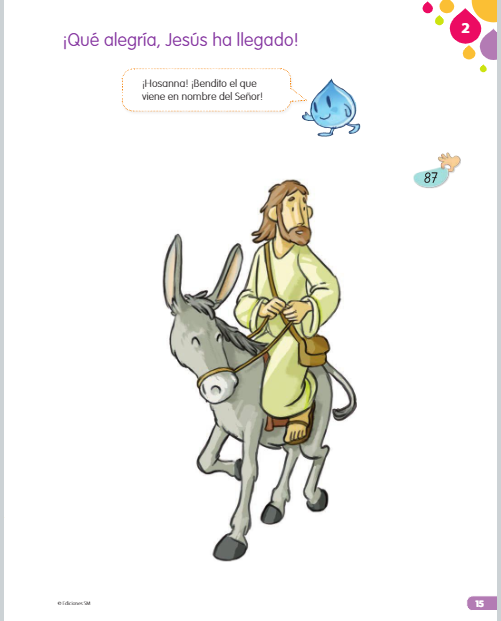 2
¡Qué alegría, Jesús ha llegado!
¡Hosanna! ¡Bendito el que
viene en nombre del Señor!
87
© Ediciones SM
15